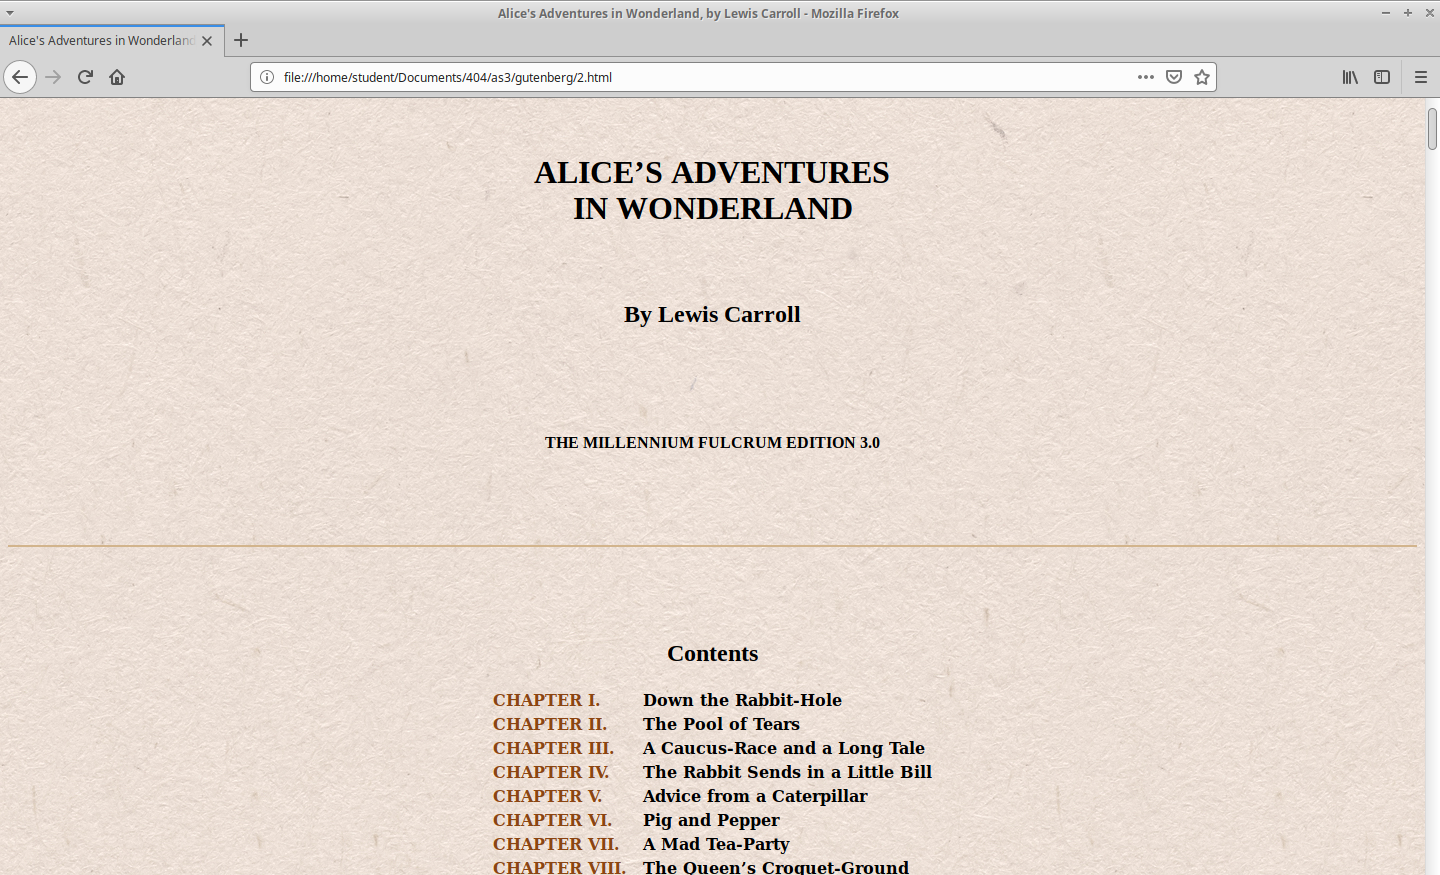 Alice's Adventures in Wonderland, by Lewis Carroll - Mozilla Firefox
Alice's Adventures in Wonderland
file:///home/student/Documents/404/as3/gutenberg/2.html
ALICE’S ADVENTURES
IN WONDERLAND
By Lewis Carroll
THE MILLENNIUM FULCRUM EDITION 3.0
Contents
CHAPTER I. Down the Rabbit-Hole
CHAPTER II. The Pool of Tears
CHAPTER III. A Caucus-Race and a Long Tale
CHAPTER IV. The Rabbit Sends in a Little Bill
CHAPTER V. Advice from a Caterpillar
CHAPTER VI. Pig and Pepper
CHAPTER VII. A Mad Tea-Party
CHAPTER VIII. The Queen’s Croquet-Ground